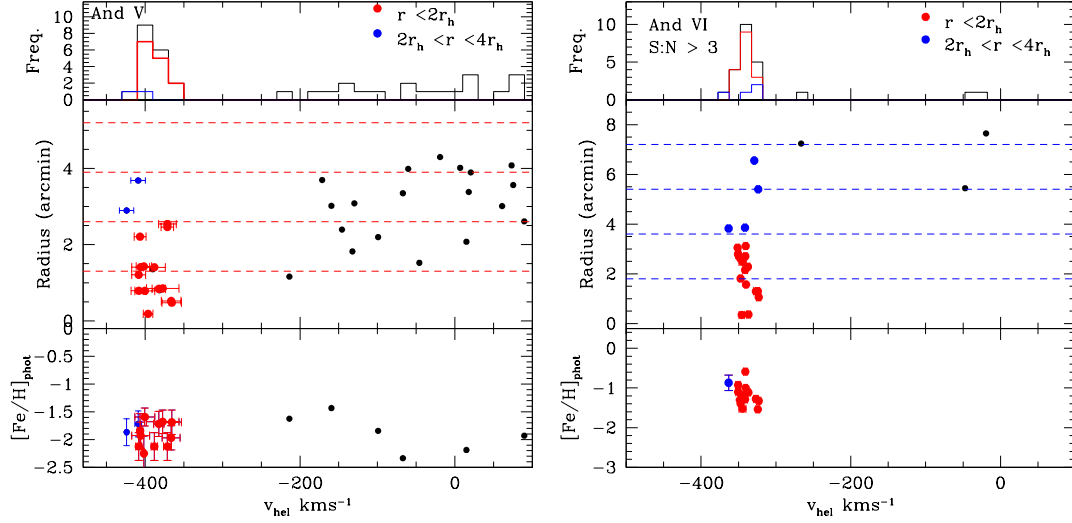 And V
r <2r_h
2r_h < r <4r_h
Freq.
10
8
6
4
2
0
Radius (arcmin)
4
2
0
[Fe/H]_phot
0
−0.5
−1
−1.5
−2
−2.5
−400
−200
0
v_hel kms⁻¹
And VI
S:N > 3
r <2r_h
2r_h < r <4r_h
Freq.
10
5
0
Radius (arcmin)
8
6
4
2
0
[Fe/H]_phot
0
−1
−2
−3
−400
−200
0
v_hel kms⁻¹